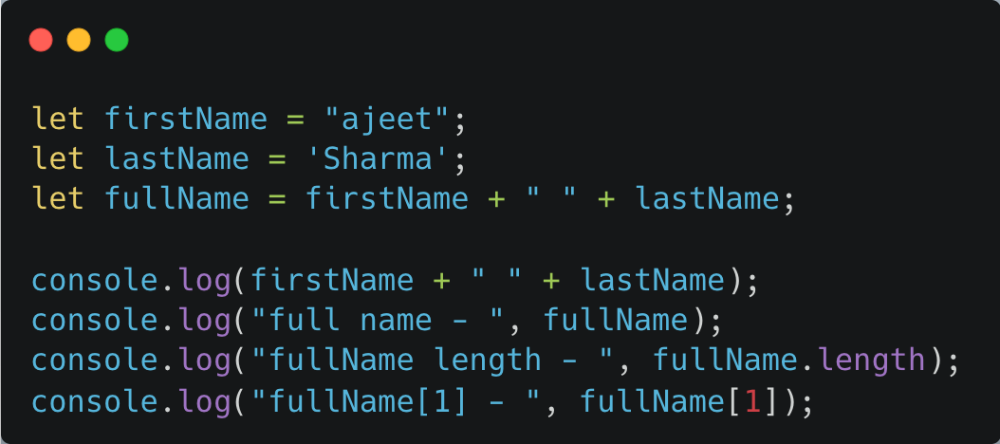 let firstName = "ajeet";
let lastName = 'Sharma';
let fullName = firstName + " " + lastName;
console.log(firstName + " " + lastName);
console.log("full name - ", fullName);
console.log("fullName length - ", fullName.length);
console.log("fullName[1] - ", fullName[1]);